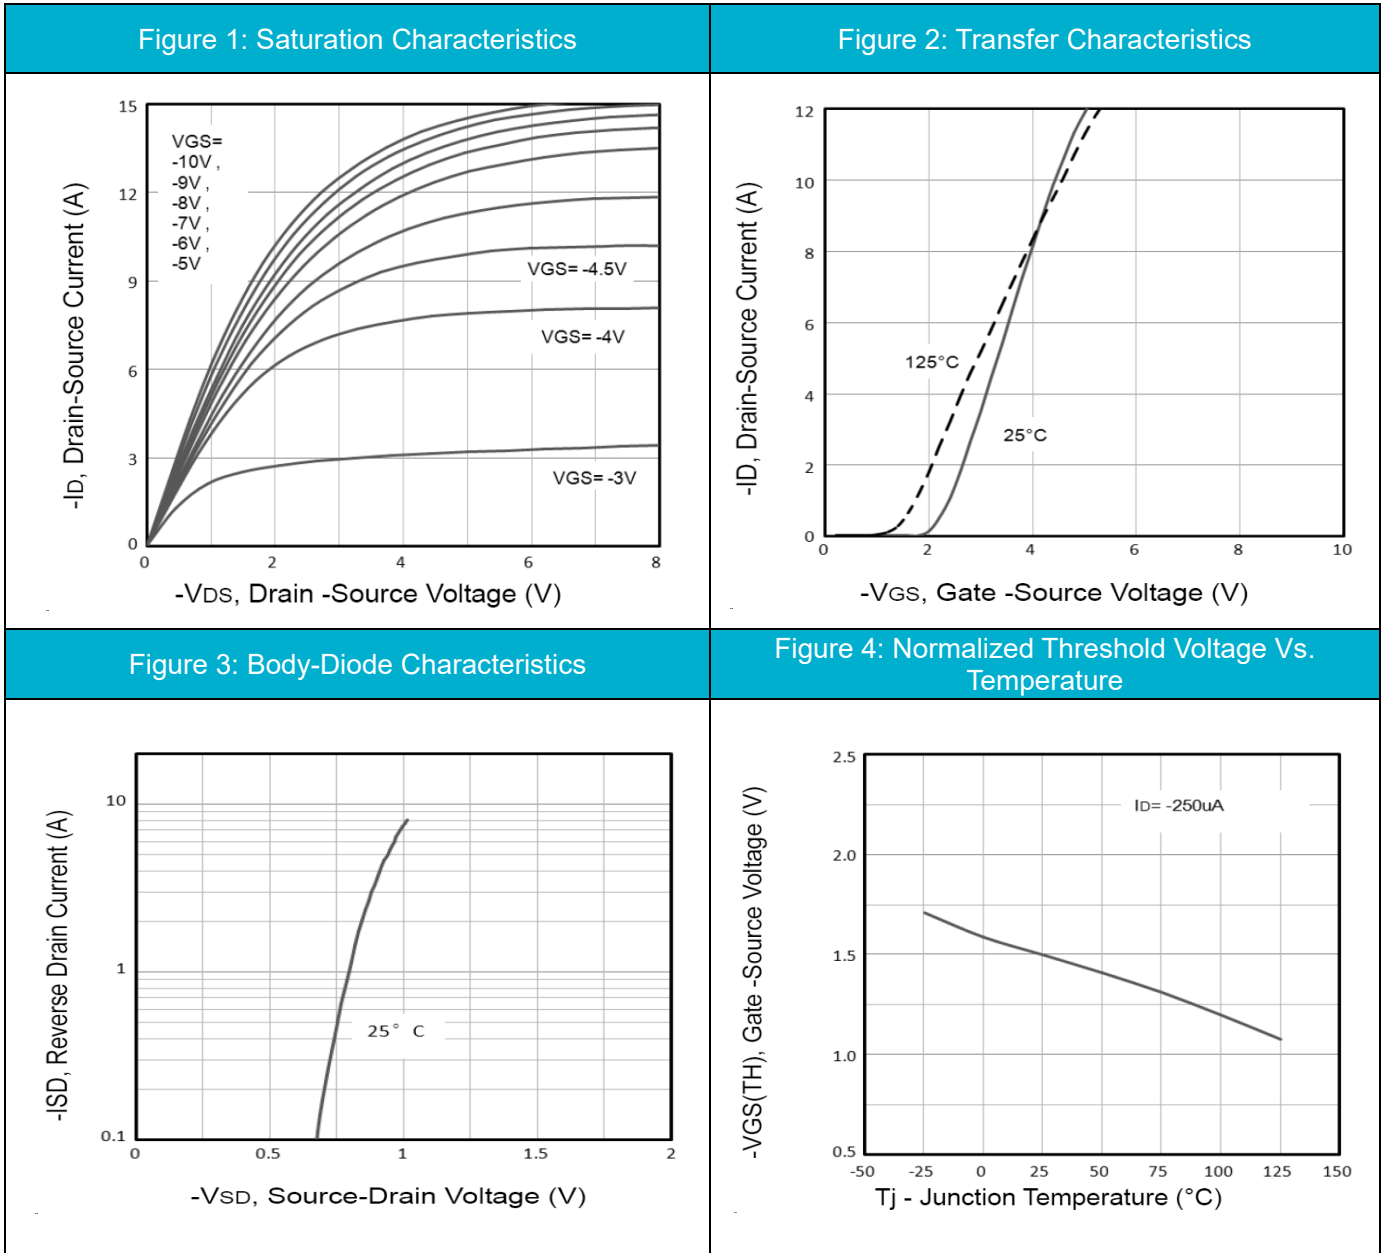 Figure 1: Saturation Characteristics
15
12
9
6
3
0
VGS=
-10V ,
-9V ,
-8V ,
-7V ,
-6V ,
-5V
VGS= -4.5V
VGS= -4V
VGS= -3V
0 2 4 6 8
-ID, Drain-Source Current (A)
-VDS, Drain -Source Voltage (V)
Figure 2: Transfer Characteristics
12
10
8
6
4
2
0
125°C
25°C
0 2 4 6 8 10
-ID, Drain-Source Current (A)
-VGS, Gate -Source Voltage (V)
Figure 3: Body-Diode Characteristics
10
1
0.1
25° C
0 0.5 1 1.5 2
-ISD, Reverse Drain Current (A)
-VSD, Source-Drain Voltage (V)
Figure 4: Normalized Threshold Voltage Vs.
Temperature
2.5
2.0
1.5
1.0
0.5
ID= -250uA
-50 -25 0 25 50 75 100 125 150
-VGS(TH), Gate -Source Voltage (V)
Tj - Junction Temperature (°C)